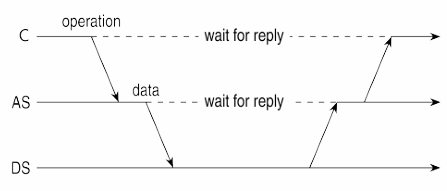 operation
C wait for reply
data
AS wait for reply
DS